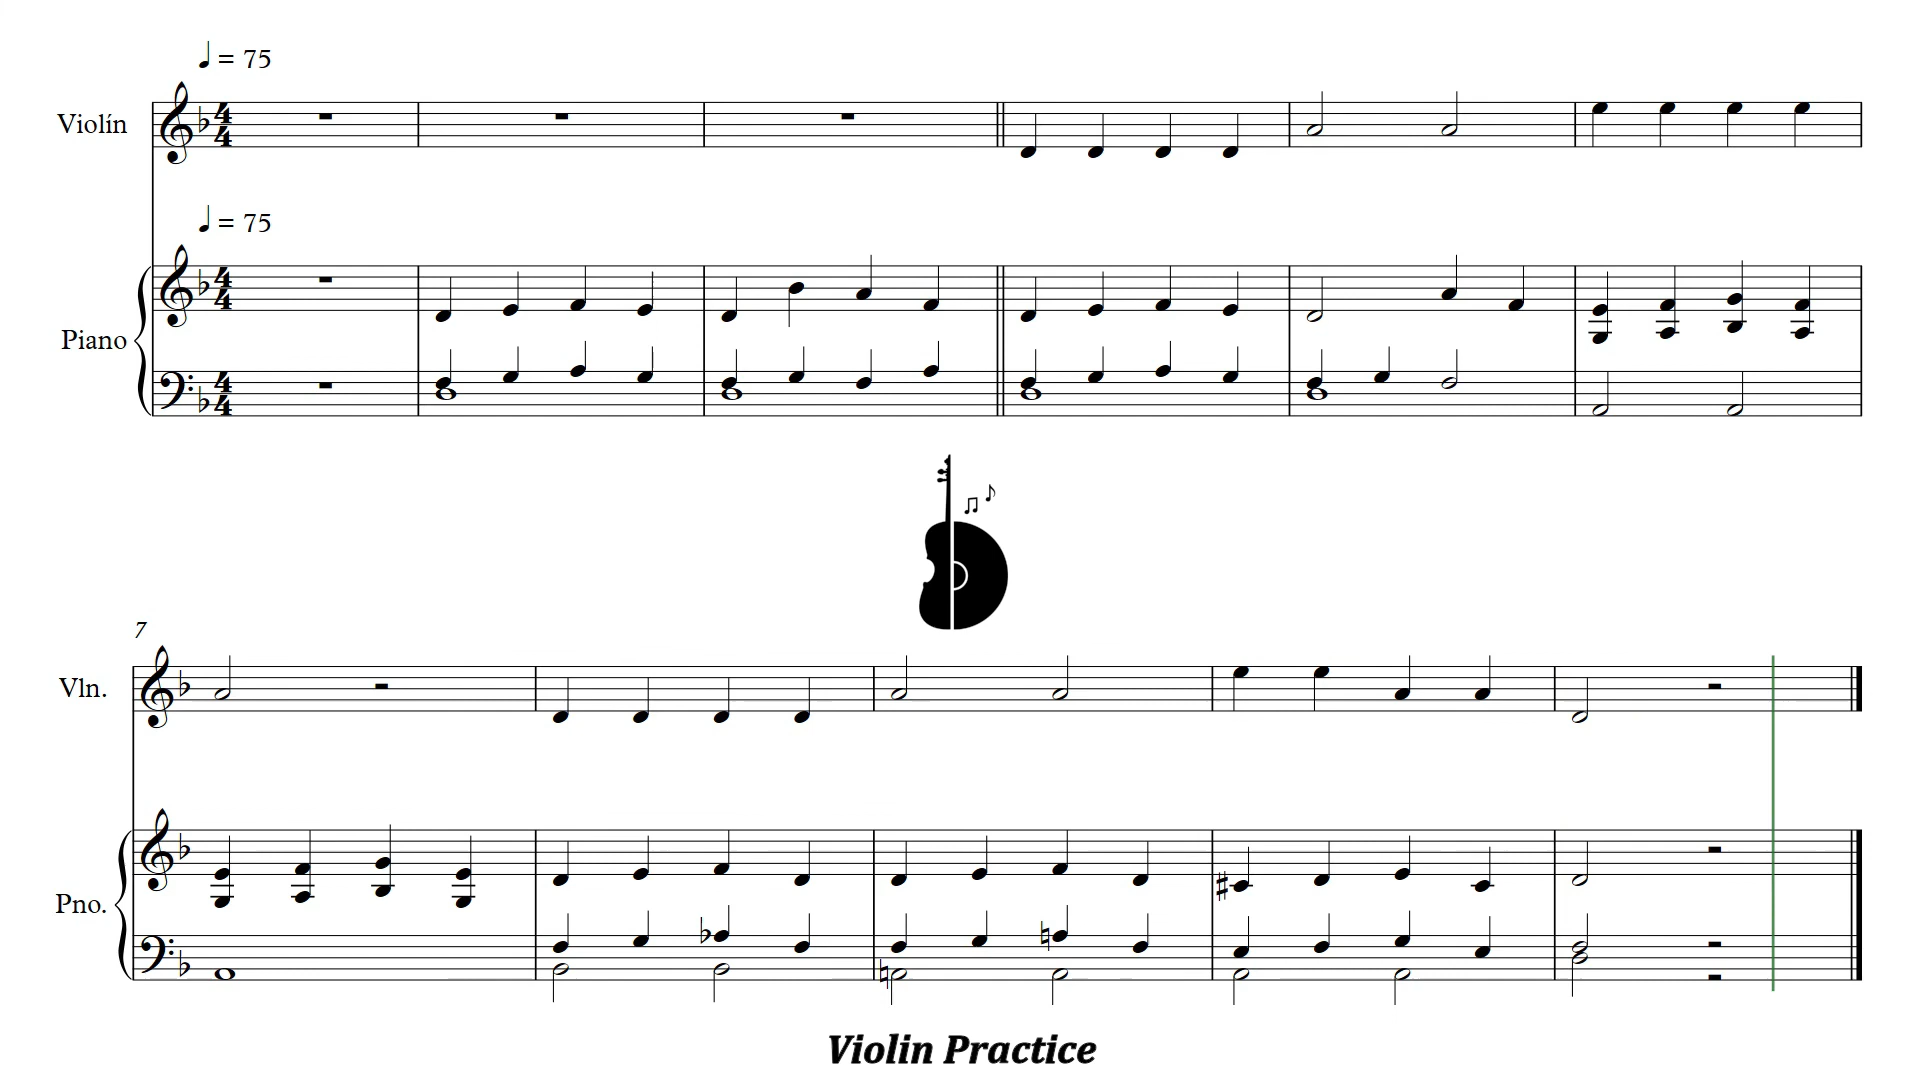 ♩ = 75
Violín
♩ = 75
Piano
7
Vln.
Pno.
Violin Practice